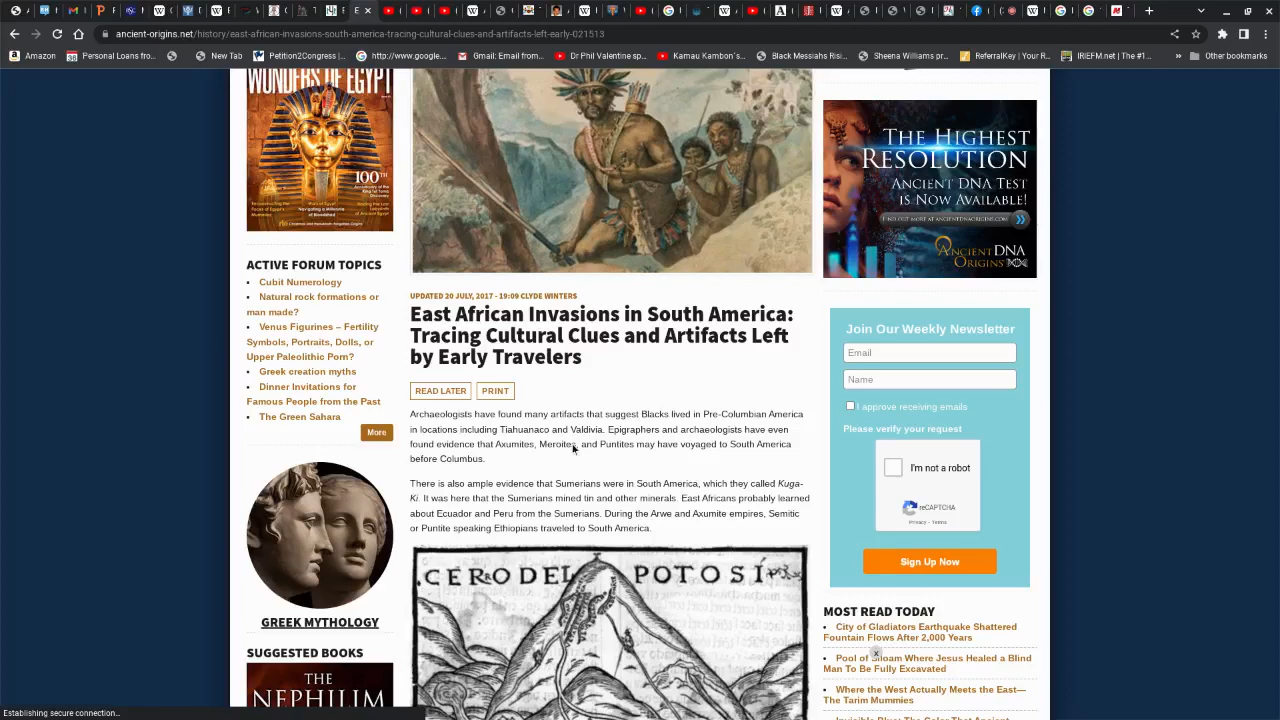 ancient-origins.net/history/east-african-invasions-south-america-tracing-cultural-clues-and-artifacts-left-early-021513
Amazon
Personal Loans fro...
New Tab
Petition2Congress |...
http://www.google...
Gmail: Email from...
Dr Phil Valentine sp...
Kamau Kambon`s...
Black Messiahs Risi...
Sheena Williams pr...
ReferralKey | Your R...
IRIEFM.net | The #1...
»
Other bookmarks
WONDERS OF EGYPT
100TH
THE HIGHEST
RESOLUTION
ANCIENT DNA TEST
IS NOW AVAILABLE!
FIND OUT MORE AT ANCIENTDNAORIGINS.COM
ANCIENT DNA
ORIGINS
ACTIVE FORUM TOPICS
• Cubit Numerology
• Natural rock formations or
man made?
• Venus Figurines – Fertility
Symbols, Portraits, Dolls, or
Upper Paleolithic Porn?
• Greek creation myths
• Dinner Invitations for
Famous People from the Past
• The Green Sahara
More
GREEK MYTHOLOGY
SUGGESTED BOOKS
THE
NEPHILIM
UPDATED 20 JULY, 2017 - 19:09 CLYDE WINTERS
East African Invasions in South America:
Tracing Cultural Clues and Artifacts Left
by Early Travelers
READ LATER
PRINT
Archaeologists have found many artifacts that suggest Blacks lived in Pre-Columbian America
in locations including Tiahuanaco and Valdivia. Epigraphers and archaeologists have even
found evidence that Axumites, Meroites, and Puntites may have voyaged to South America
before Columbus.
There is also ample evidence that Sumerians were in South America, which they called Kuga-
Ki. It was here that the Sumerians mined tin and other minerals. East Africans probably learned
about Ecuador and Peru from the Sumerians. During the Arwe and Axumite empires, Semitic
or Puntite speaking Ethiopians traveled to South America.
CERRO DEL POTOSÍ
Join Our Weekly Newsletter
Email
Name
I approve receiving emails
Please verify your request
I'm not a robot
reCAPTCHA
Privacy - Terms
Sign Up Now
MOST READ TODAY
• City of Gladiators Earthquake Shattered
Fountain Flows After 2,000 Years
• Pool of Siloam Where Jesus Healed a Blind
Man To Be Fully Excavated
• Where the West Actually Meets the East—
The Tarim Mummies
x
Establishing secure connection...